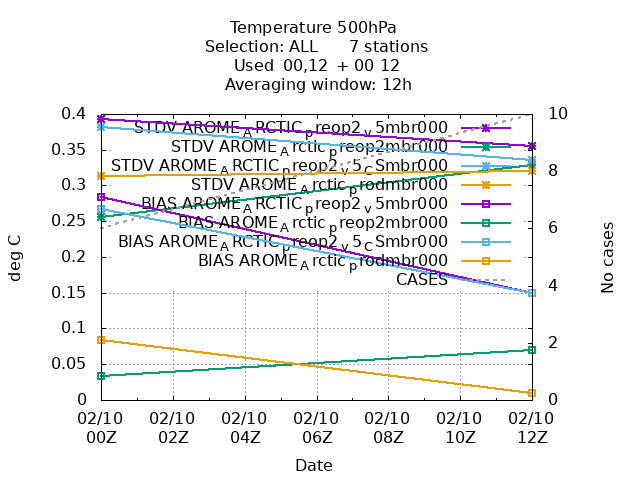 Temperature 500hPa
Selection: ALL 7 stations
Used 00,12 + 00 12
Averaging window: 12h
0.4
0.35
0.3
0.25
0.2
0.15
0.1
0.05
0
deg C
STDV AROME_ARCTIC_preop2_v5mbr000
STDV AROME_Arctic_preop2mbr000
STDV AROME_ARCTIC_preop2_v5_CSmbr000
STDV AROME_Arctic_prodmbr000
BIAS AROME_ARCTIC_preop2_v5mbr000
BIAS AROME_Arctic_preop2mbr000
BIAS AROME_ARCTIC_preop2_v5_CSmbr000
BIAS AROME_Arctic_prodmbr000
CASES
10
8
6
4
2
0
No cases
02/10 02/10 02/10 02/10 02/10 02/10 02/10
00Z 02Z 04Z 06Z 08Z 10Z 12Z
Date